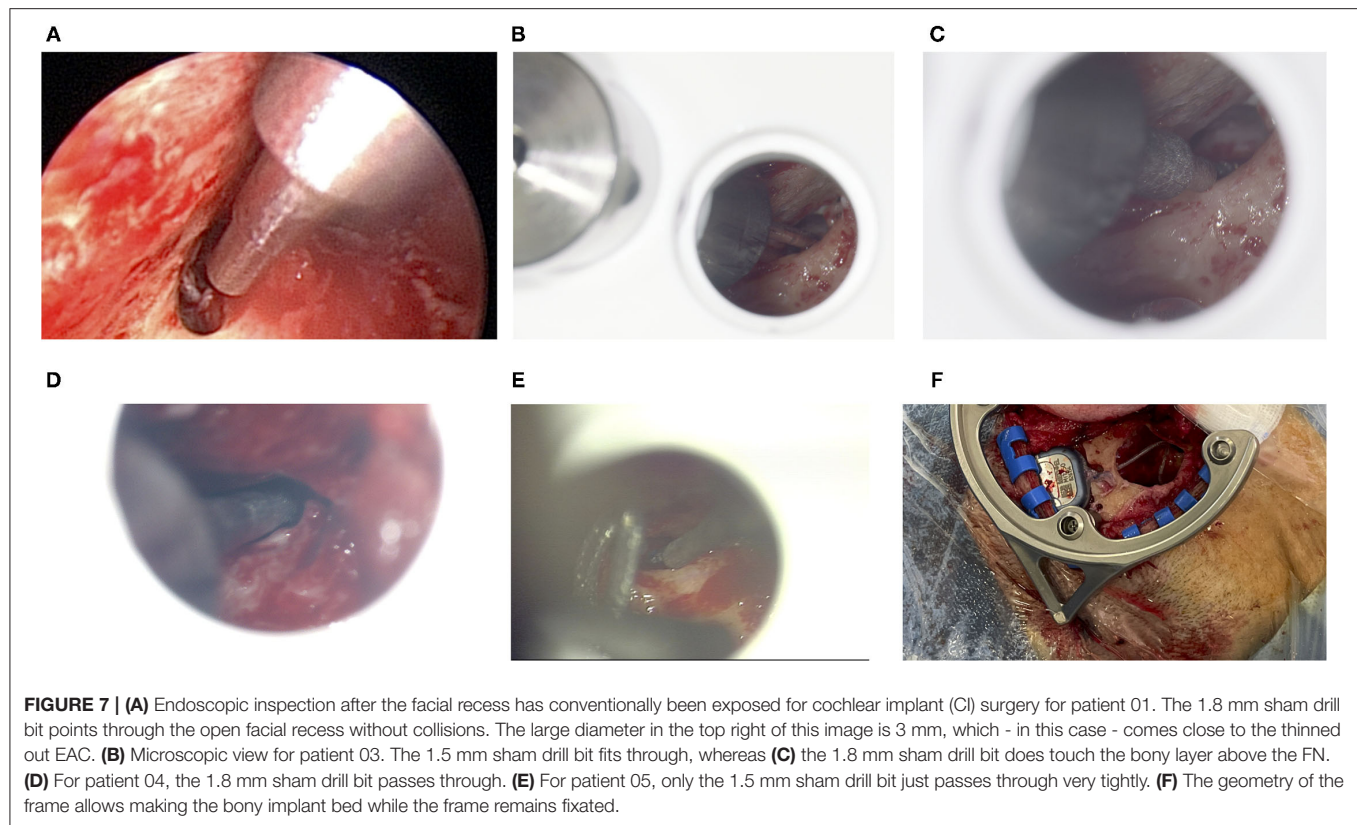 A
B
C
D
E
F
FIGURE 7 | (A) Endoscopic inspection after the facial recess has conventionally been exposed for cochlear implant (CI) surgery for patient 01. The 1.8 mm sham drill
bit points through the open facial recess without collisions. The large diameter in the top right of this image is 3 mm, which - in this case - comes close to the thinned
out EAC. (B) Microscopic view for patient 03. The 1.5 mm sham drill bit fits through, whereas (C) the 1.8 mm sham drill bit does touch the bony layer above the FN.
(D) For patient 04, the 1.8 mm sham drill bit passes through. (E) For patient 05, only the 1.5 mm sham drill bit just passes through very tightly. (F) The geometry of the
frame allows making the bony implant bed while the frame remains fixated.